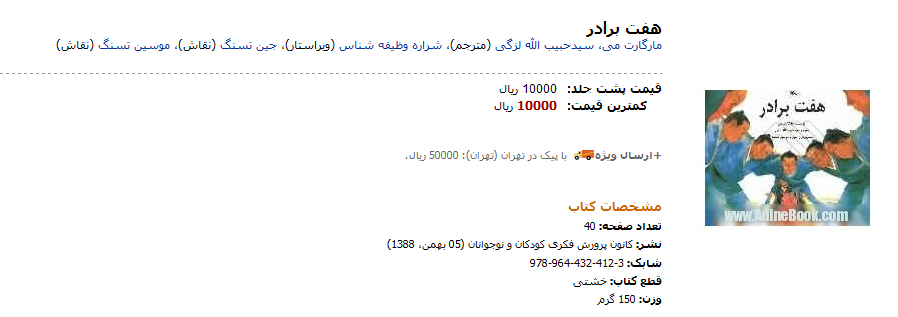 هفت برادر
مارگارت می، سیدحبیب الله لزگی (مترجم)، شراره وظیفه شناس (ویراستار)، جین تسنگ (نقاش)، موسین تسنگ (نقاش)
قیمت پشت جلد: 10000 ریال
کمترین قیمت: 10000 ریال
+ارسال ویژه با پیک در تهران (تهران): 50000 ریال.
مشخصات کتاب
تعداد صفحه: 40
نشر: کانون پرورش فکری کودکان و نوجوانان (05 بهمن، 1388)
شابک: 978-964-432-412-3
قطع کتاب: خشتی
وزن: 150 گرم
هفت برادر
www.AdineBook.com